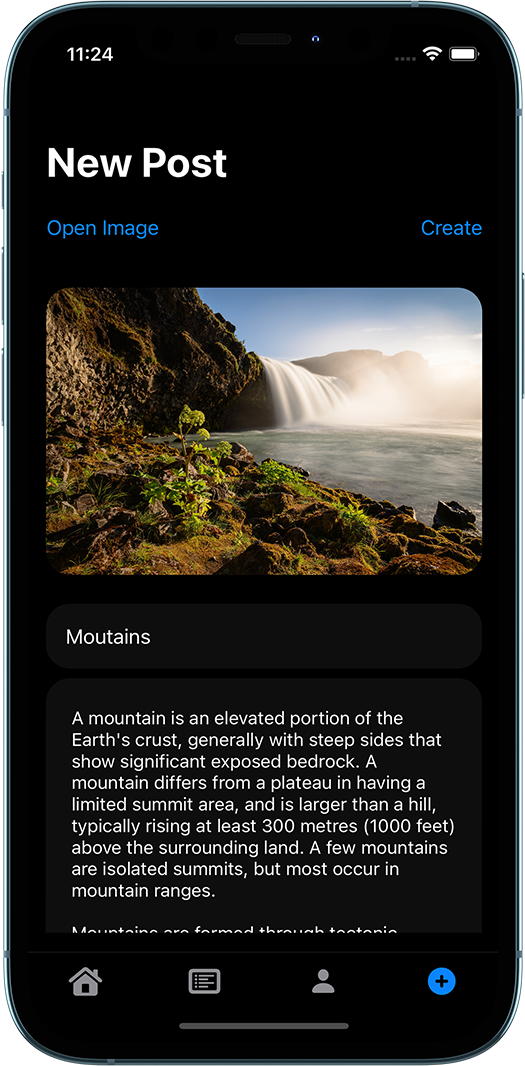 11:24
New Post
Open Image
Create
Moutains
A mountain is an elevated portion of the
Earth's crust, generally with steep sides that
show significant exposed bedrock. A
mountain differs from a plateau in having a
limited summit area, and is larger than a hill,
typically rising at least 300 metres (1000 feet)
above the surrounding land. A few mountains
are isolated summits, but most occur in
mountain ranges.
Mountains are formed through tectonic